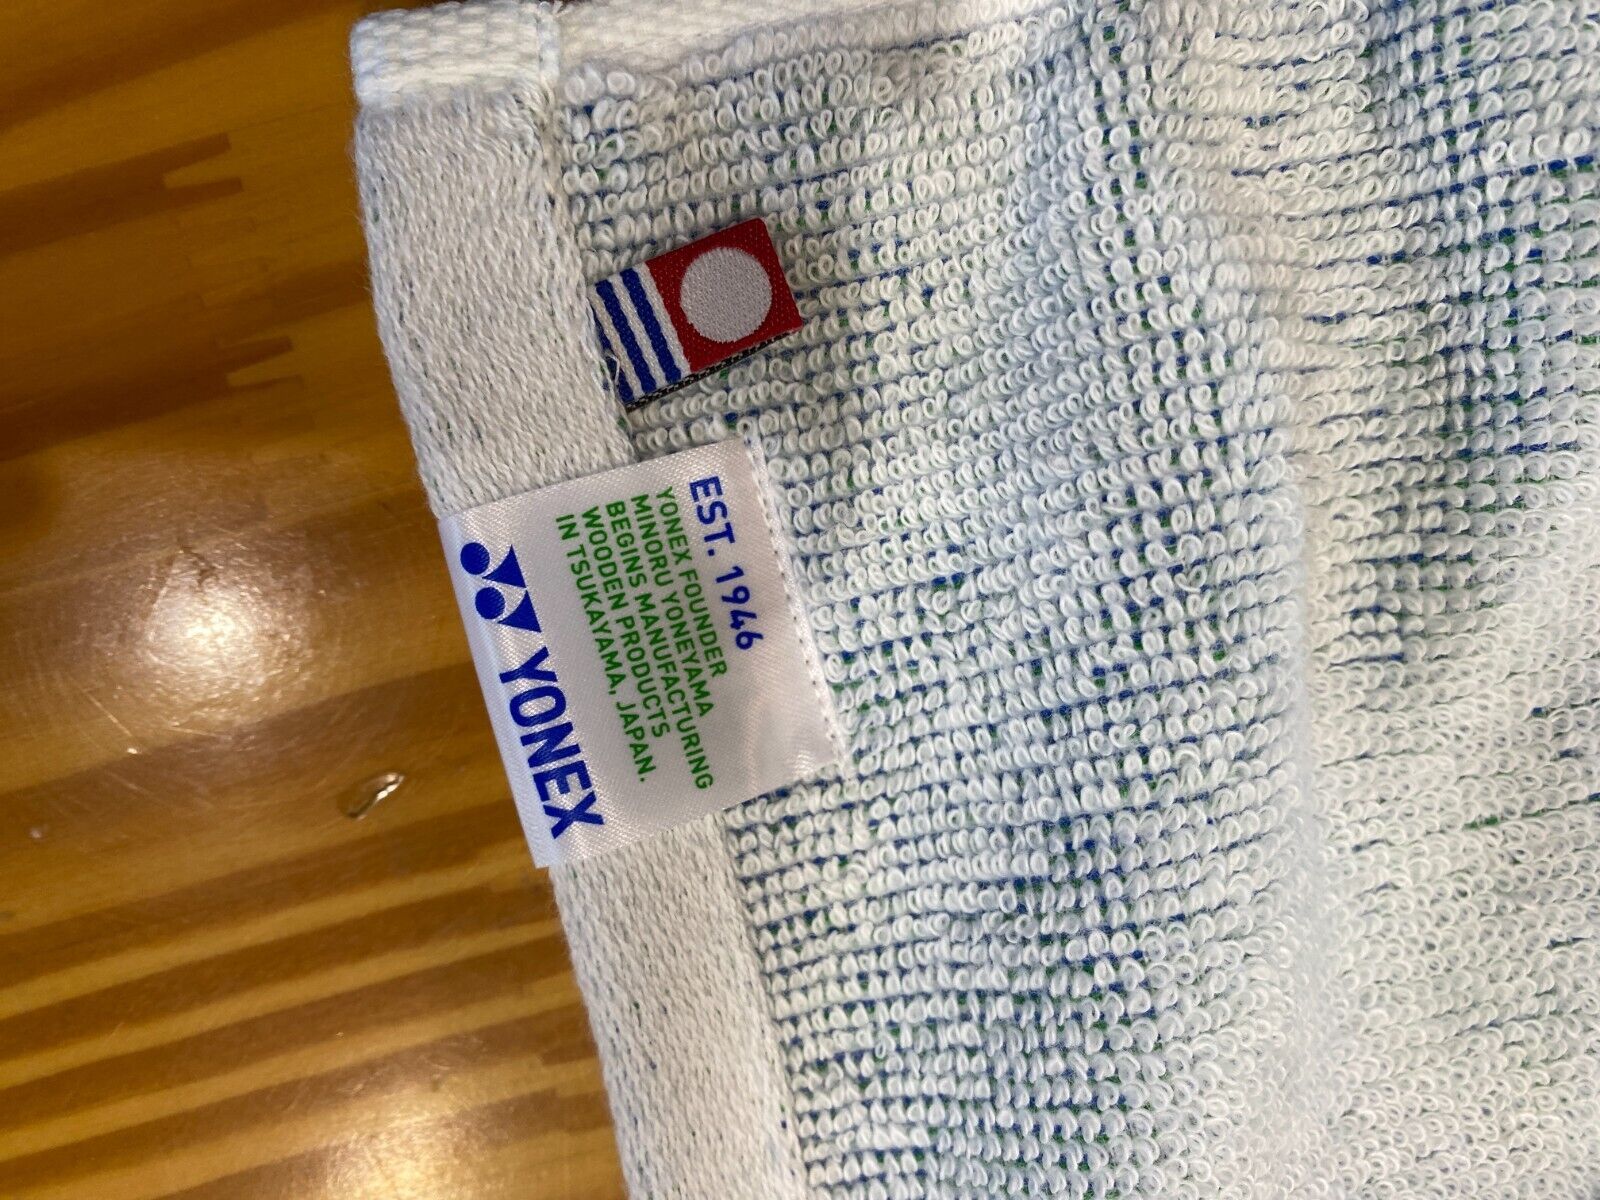 EST. 1946
YONEX FOUNDER
MINORU YONEYAMA
BEGINS MANUFACTURING
WOODEN PRODUCTS
IN TSUKAYAMA, JAPAN.
YONEX